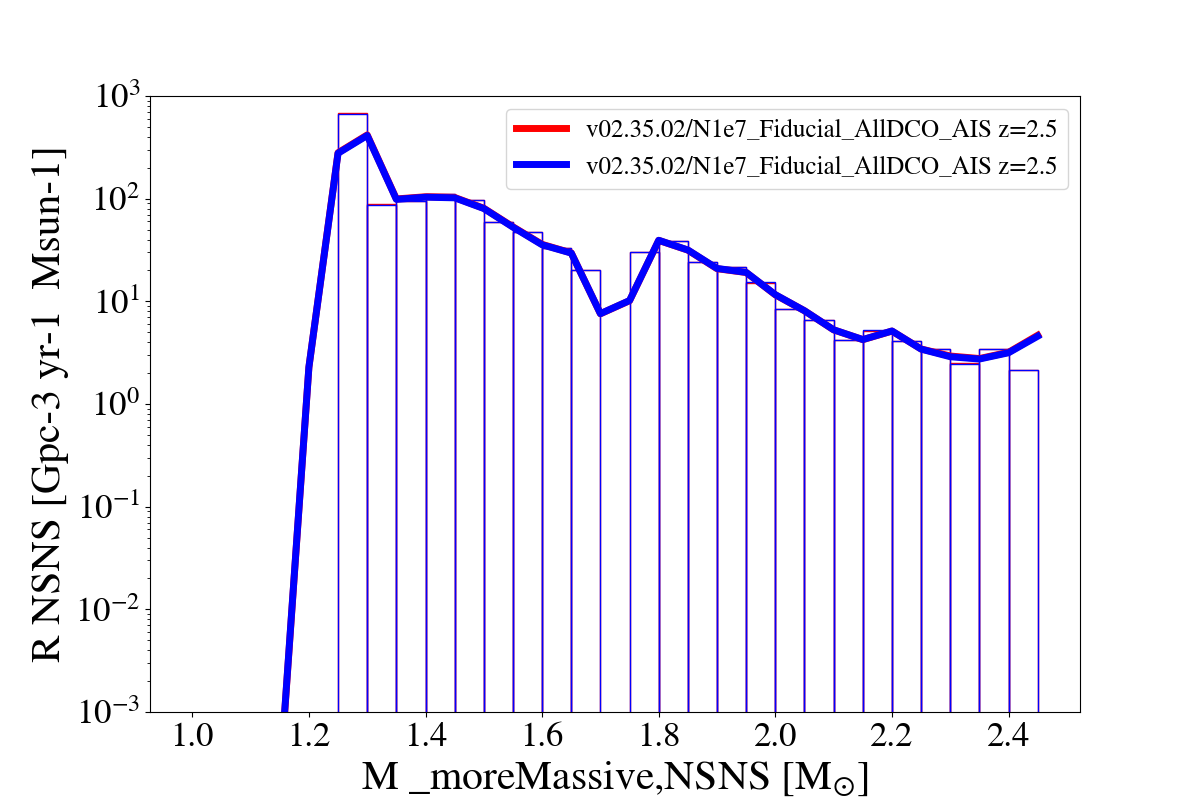 10³
10²
10¹
10⁰
10⁻¹
10⁻²
10⁻³
R NSNS [Gpc-3 yr-1 Msun-1]
v02.35.02/N1e7_Fiducial_AllDCO_AIS z=2.5
v02.35.02/N1e7_Fiducial_AllDCO_AIS z=2.5
1.0 1.2 1.4 1.6 1.8 2.0 2.2 2.4
M _moreMassive,NSNS [M⊙]